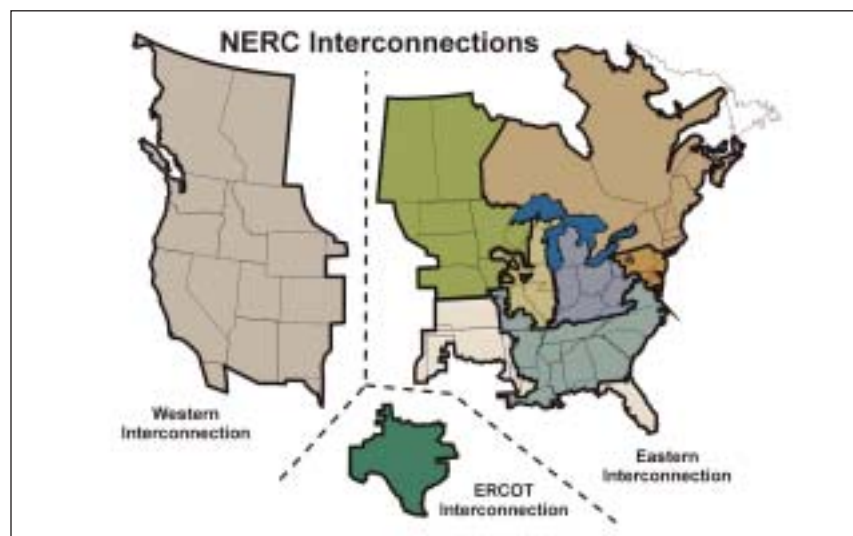 NERC Interconnections
Western
Interconnection
ERCOT
Interconnection
Eastern
Interconnection